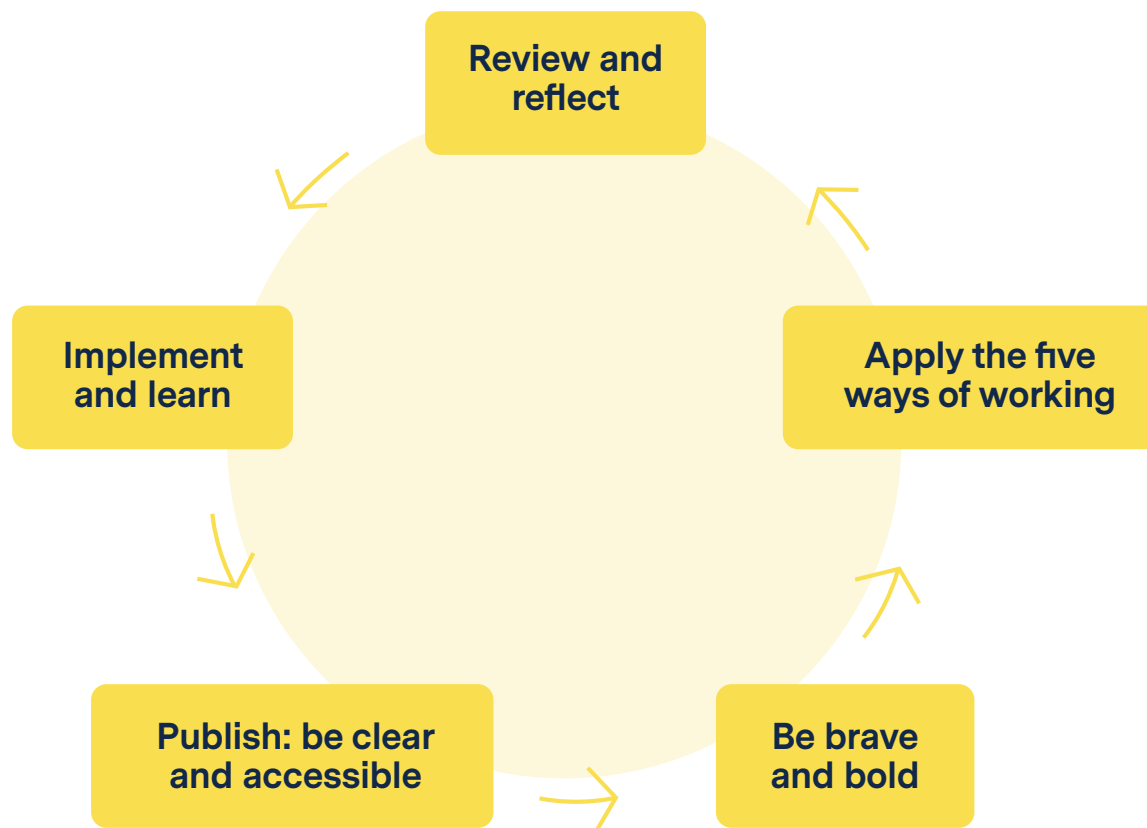 Review and
reflect
Implement
and learn
Apply the five
ways of working
Publish: be clear
and accessible
Be brave
and bold